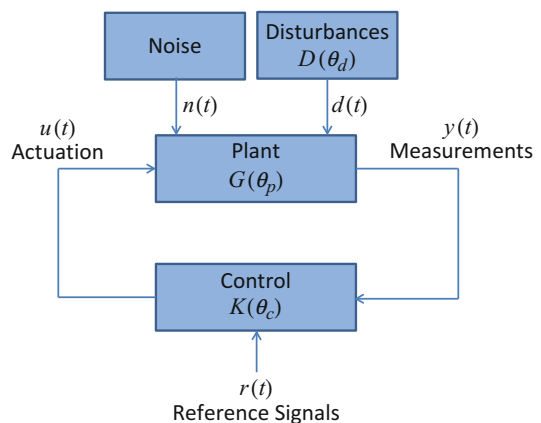 Noise
Disturbances
D(θ_d)
n(t)
d(t)
u(t)
Actuation
Plant
G(θ_p)
y(t)
Measurements
Control
K(θ_c)
r(t)
Reference Signals